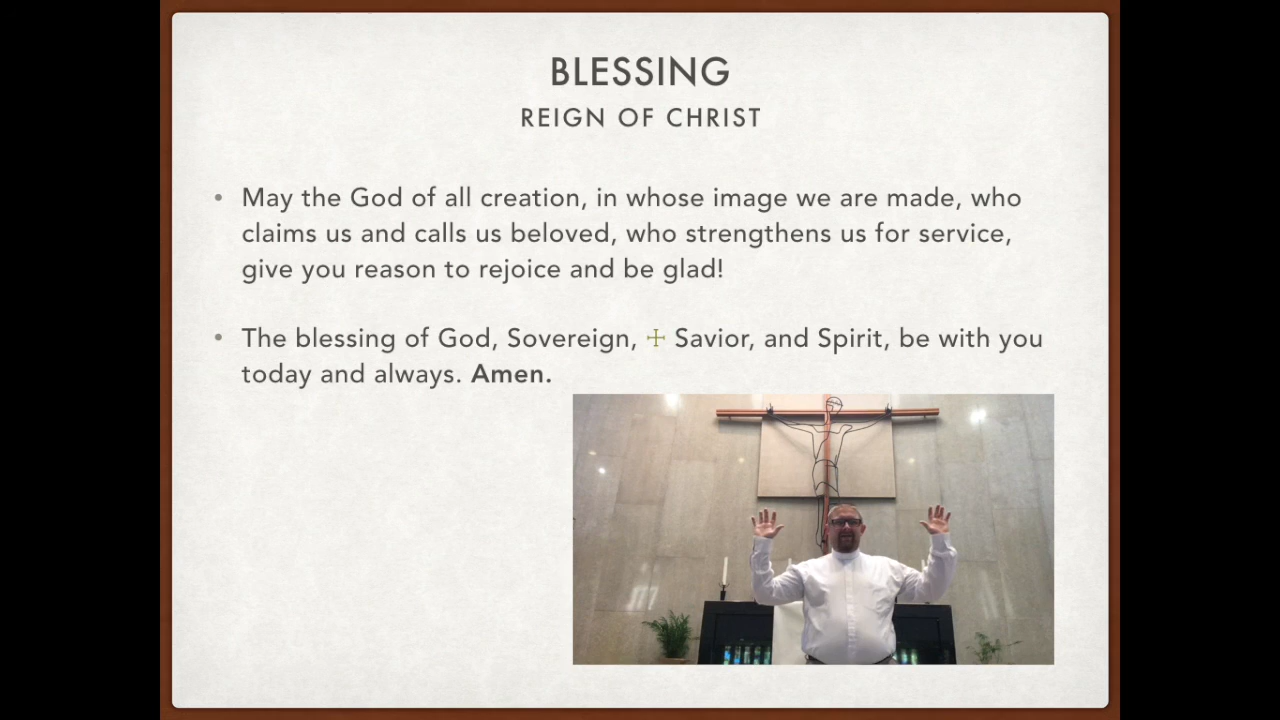 BLESSING
REIGN OF CHRIST
• May the God of all creation, in whose image we are made, who
claims us and calls us beloved, who strengthens us for service,
give you reason to rejoice and be glad!
• The blessing of God, Sovereign, ☩ Savior, and Spirit, be with you
today and always. Amen.